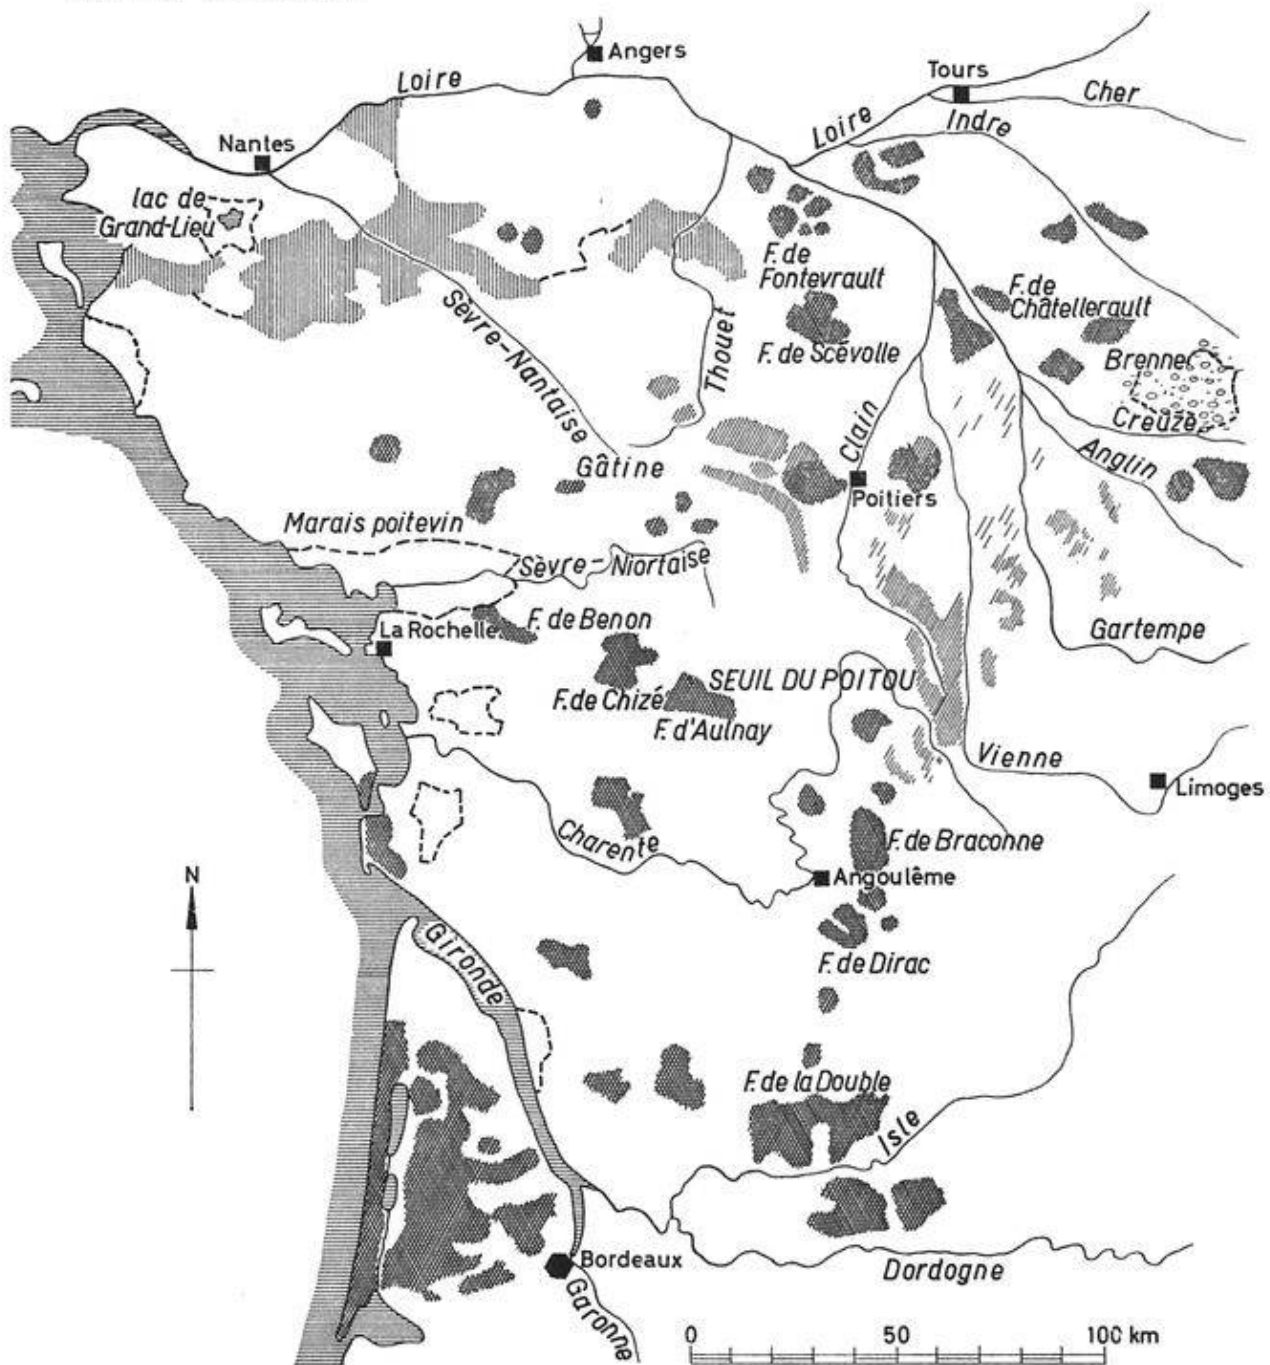 Angers
Loire
Tours
Cher
Loire
Indre
Nantes
lac de
Grand-Lieu
F. de
Fontevrault
F. de
Châtellerault
Sèvre-Nantaise
Thouet
F. de Scévolle
Brenne
Creuze
Clain
Anglin
Gâtine
Poitiers
Marais poitevin
Sèvre-Niortaise
F. de Benon
La Rochelle
Gartempe
SEUIL DU POITOU
F. de Chizé
F. d'Aulnay
Vienne
Limoges
Charente
F. de Braconne
Angoulême
N
Gironde
F. de Dirac
F. de la Double
Isle
Bordeaux
Dordogne
Garonne
0 50 100 km